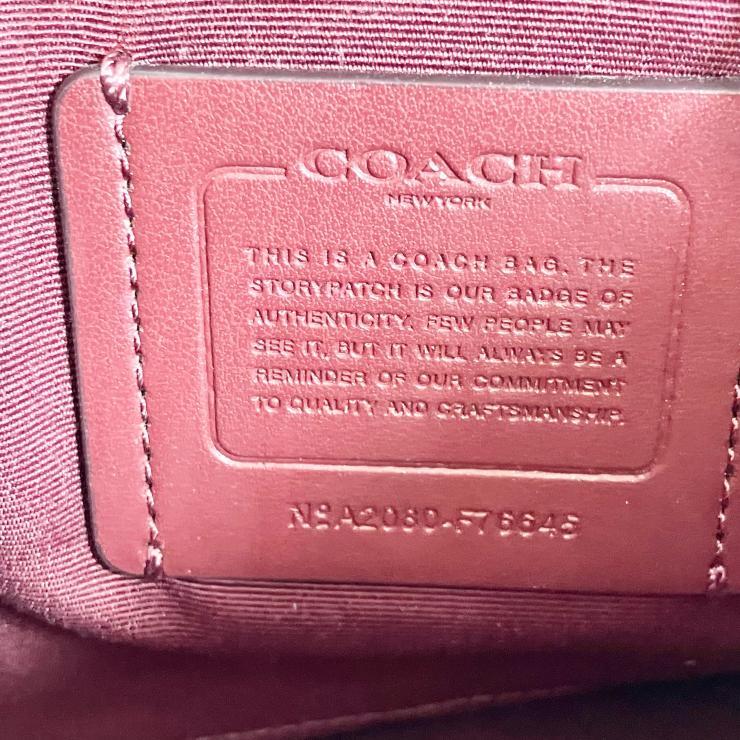 COACH
NEW YORK
THIS IS A COACH BAG. THE
STORYPATCH IS OUR BADGE OF
AUTHENTICITY. FEW PEOPLE MAY
SEE IT, BUT IT WILL ALWAYS BE A
REMINDER OF OUR COMMITMENT
TO QUALITY AND CRAFTSMANSHIP.
Nº A2080-F76646